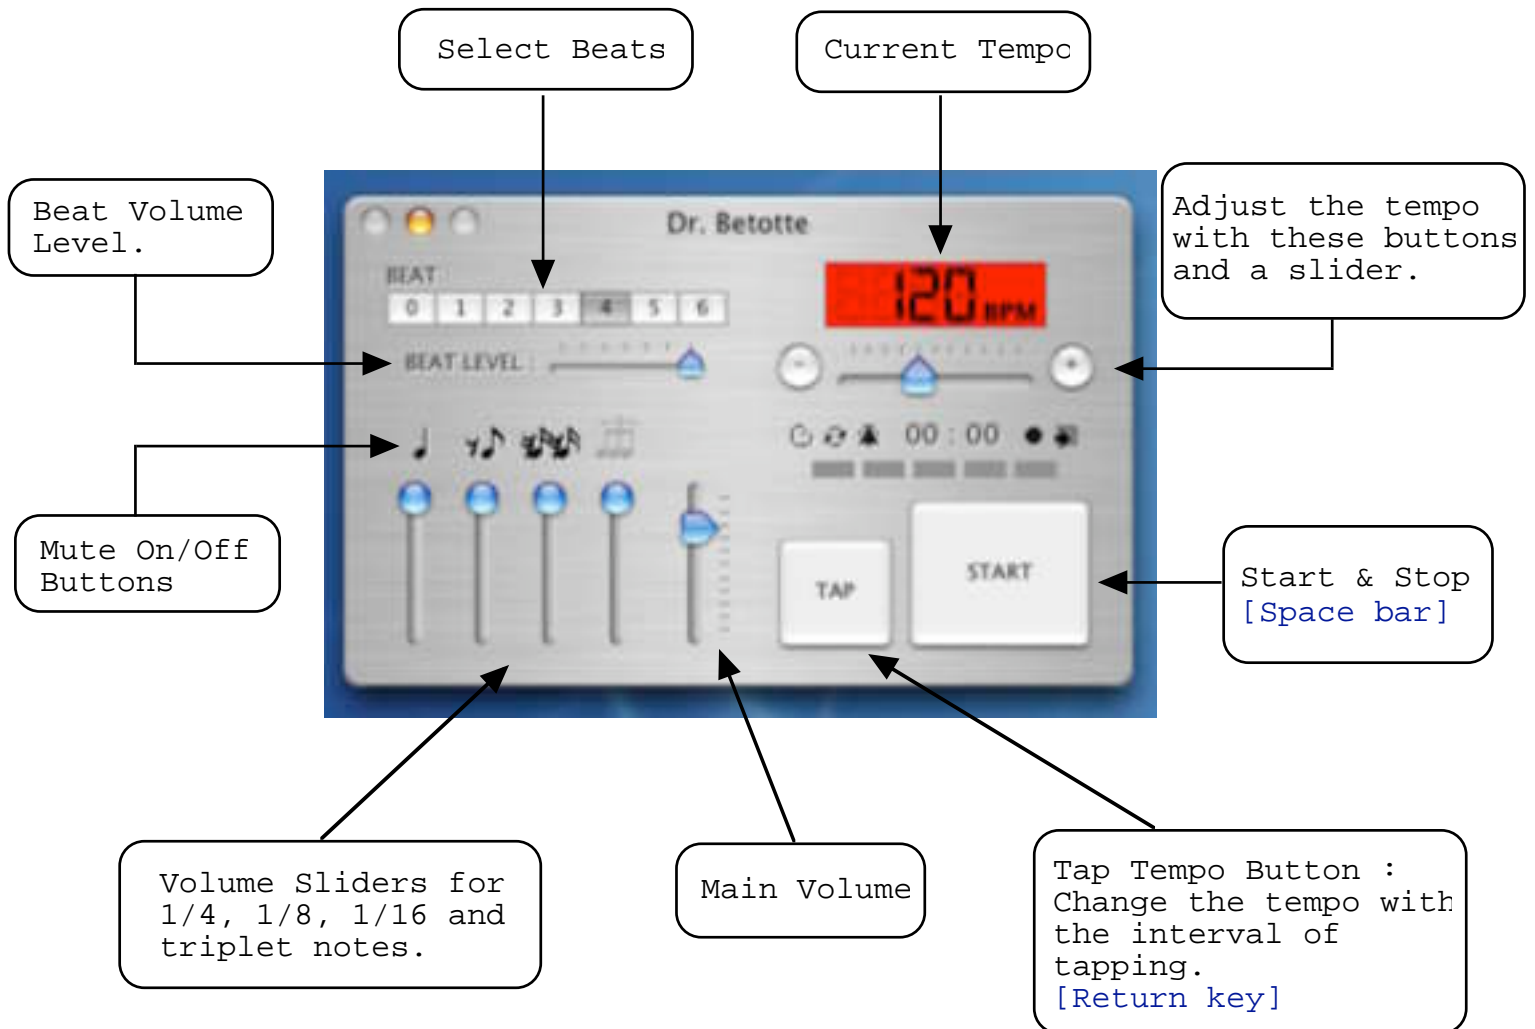 Select Beats
Current Tempo
Beat Volume
Level.
Adjust the tempo
with these buttons
and a slider.
Dr. Betotte
BEAT
0 1 2 3 4 5 6
120 BPM
BEAT LEVEL :
- +
00 : 00
Mute On/Off
Buttons
TAP
START
Start & Stop
[Space bar]
Volume Sliders for
1/4, 1/8, 1/16 and
triplet notes.
Main Volume
Tap Tempo Button :
Change the tempo with
the interval of
tapping.
[Return key]